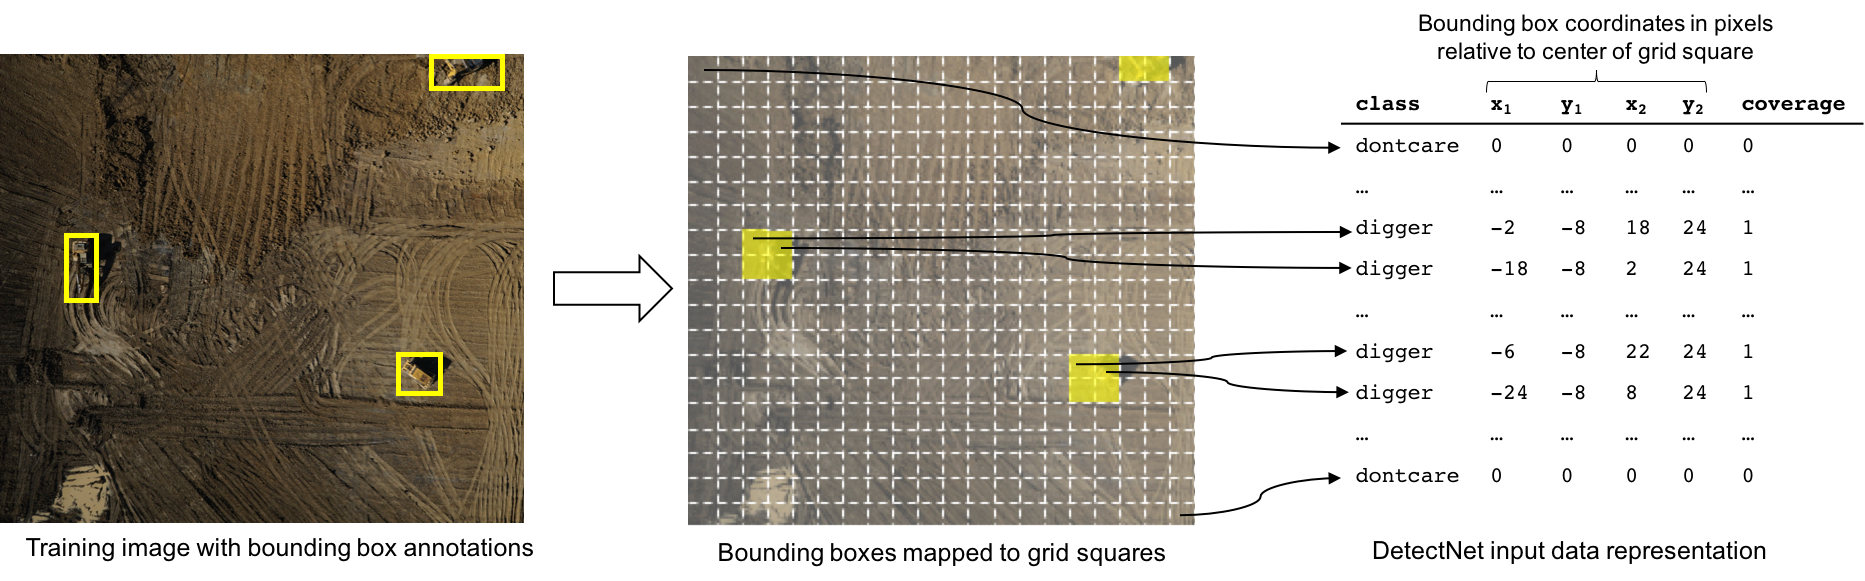 Bounding box coordinates in pixels
relative to center of grid square
class x₁ y₁ x₂ y₂ coverage
dontcare 0 0 0 0 0
… … … … … …
digger -2 -8 18 24 1
digger -18 -8 2 24 1
… … … … … …
digger -6 -8 22 24 1
digger -24 -8 8 24 1
… … … … … …
dontcare 0 0 0 0 0
Training image with bounding box annotations
Bounding boxes mapped to grid squares
DetectNet input data representation